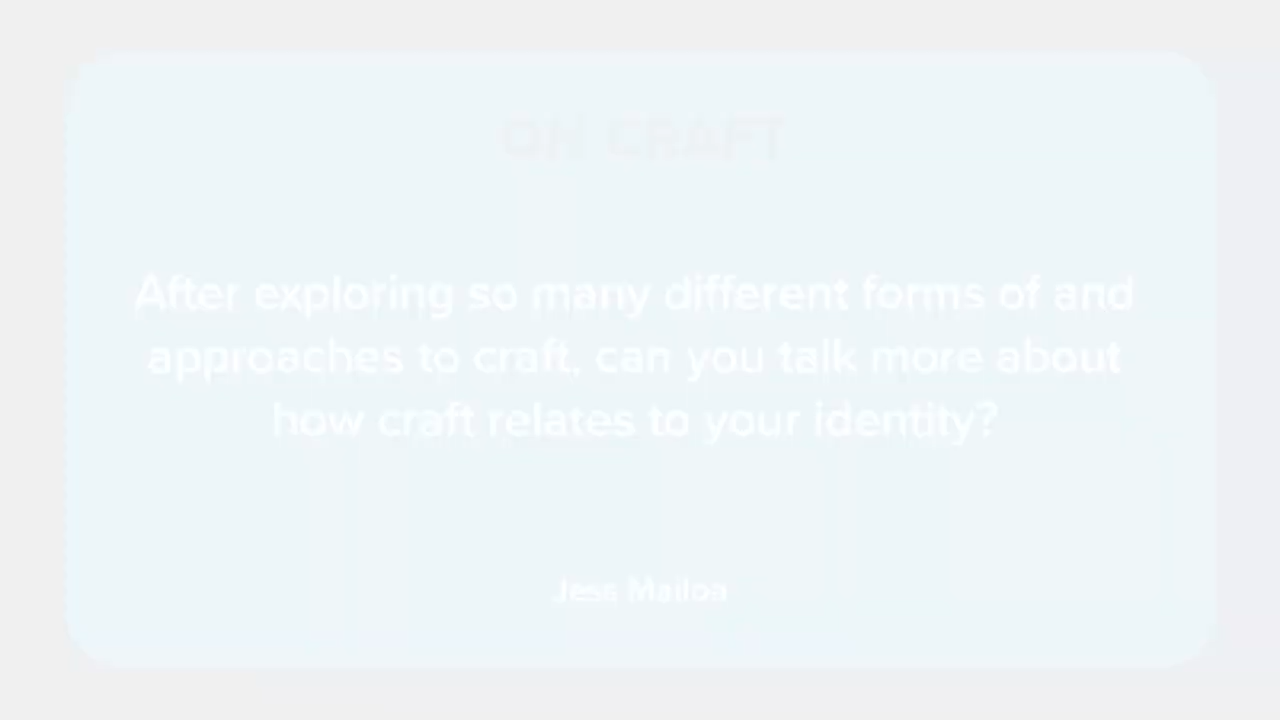 ON CRAFT
After exploring so many different forms of and
approaches to craft, can you talk more about
how craft relates to your identity?
Jess Mailoa